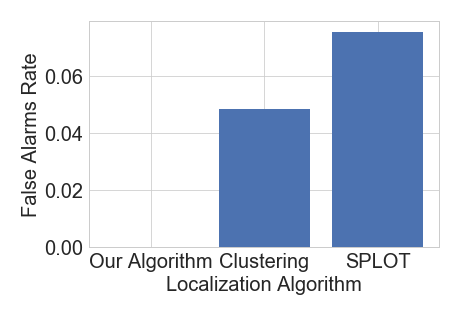 False Alarms Rate
0.06
0.04
0.02
0.00
Our Algorithm Clustering SPLOT
Localization Algorithm